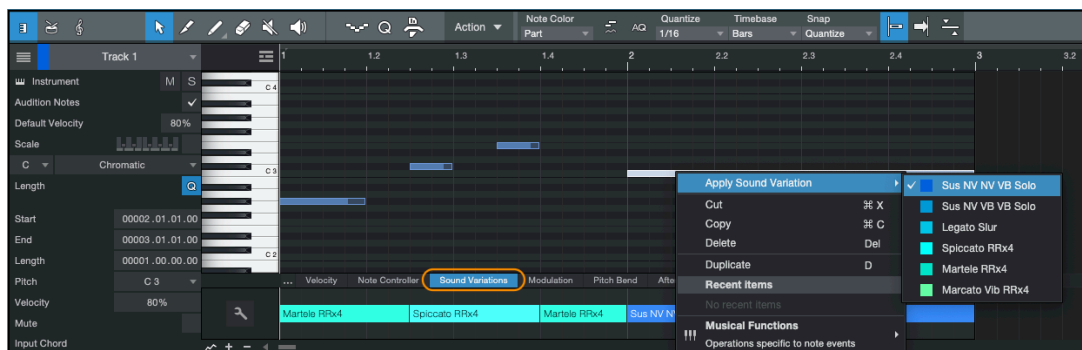 Action
Note Color
Part
Q
AQ
Quantize
1/16
Timebase
Bars
Snap
Quantize
Track 1
1
1.2
1.3
1.4
2
2.2
2.3
2.4
3
3.2
Instrument
M
S
Audition Notes
Default Velocity
80%
Scale
C
Chromatic
Length
Q
Start
00002.01.01.00
End
00003.01.01.00
Length
00001.00.00.00
Pitch
C 3
Velocity
80%
Mute
Input Chord
C 4
C 3
C 2
... Velocity Note Controller Sound Variations Modulation Pitch Bend Afte
Martele RRx4
Spiccato RRx4
Martele RRx4
Sus NV N
Apply Sound Variation
Cut ⌘ X
Copy ⌘ C
Delete Del
Duplicate D
Recent items
No recent items
Musical Functions
Operations specific to note events
Sus NV NV VB Solo
Sus NV VB VB Solo
Legato Slur
Spiccato RRx4
Martele RRx4
Marcato Vib RRx4